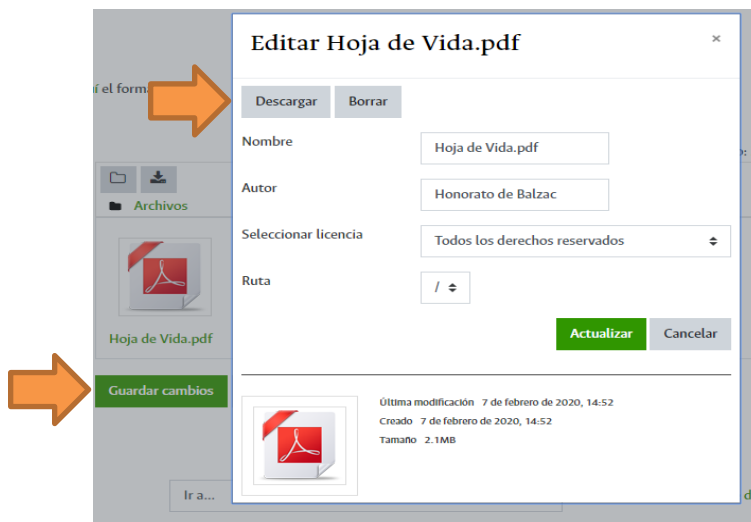 Editar Hoja de Vida.pdf ×
í el form
Descargar Borrar
Nombre Hoja de Vida.pdf
Autor Honorato de Balzac
Archivos
Seleccionar licencia Todos los derechos reservados
Ruta /
Hoja de Vida.pdf
Actualizar Cancelar
Guardar cambios
Última modificación 7 de febrero de 2020, 14:52
Creado 7 de febrero de 2020, 14:52
Tamaño 2.1MB
Ir a...